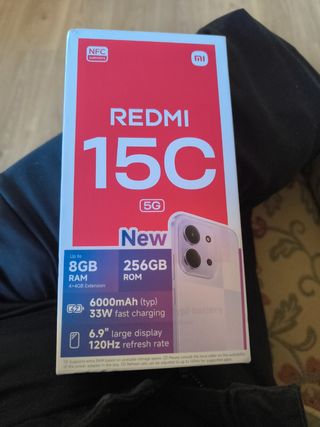 NFC
mi
REDMI
15C
5G
New
Up to
8GB
RAM
4+4GB Extension
256GB
ROM
6000mAh (typ)
33W fast charging
6.9" large display
120Hz refresh rate